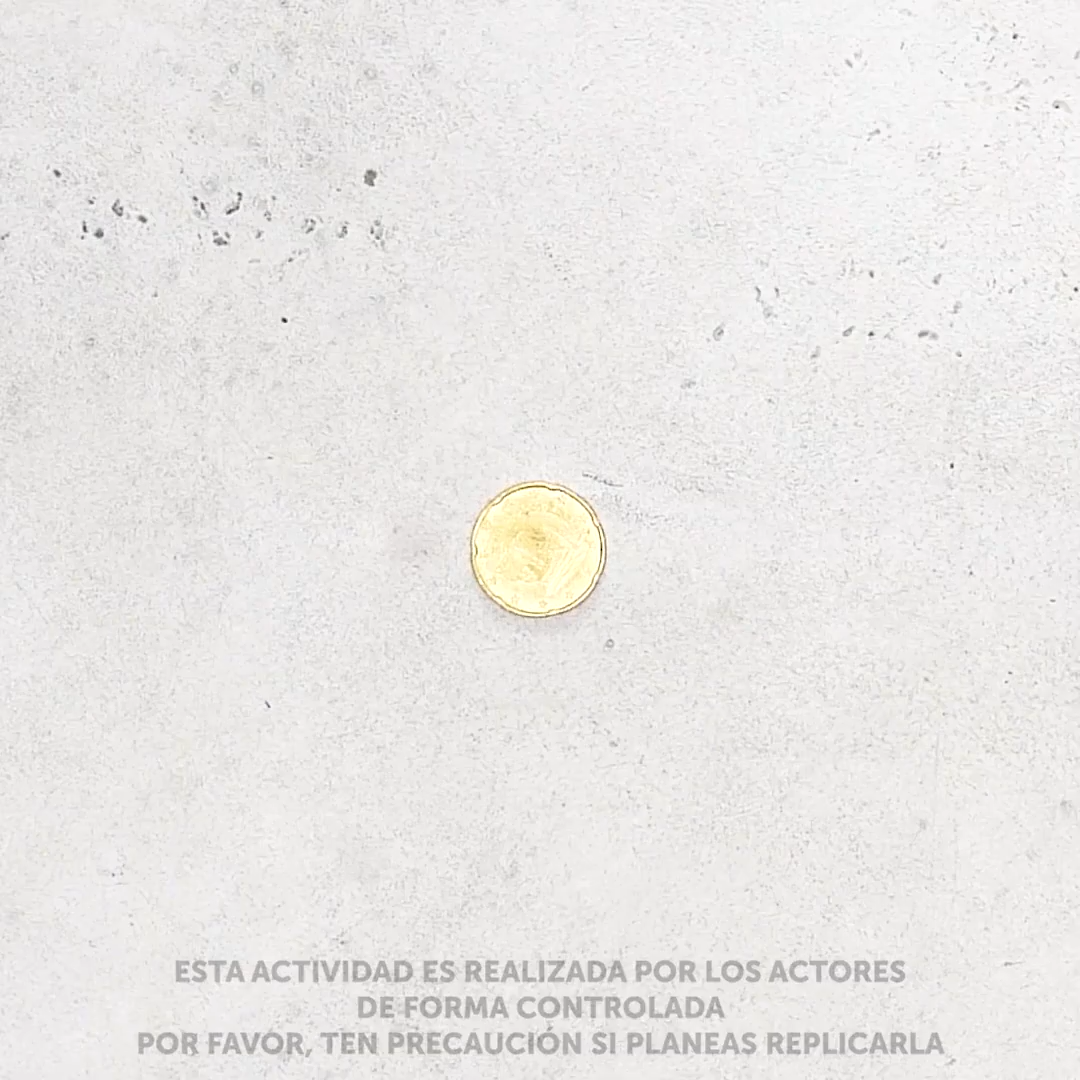 ESTA ACTIVIDAD ES REALIZADA POR LOS ACTORES
DE FORMA CONTROLADA
POR FAVOR, TEN PRECAUCIÓN SI PLANEAS REPLICARLA